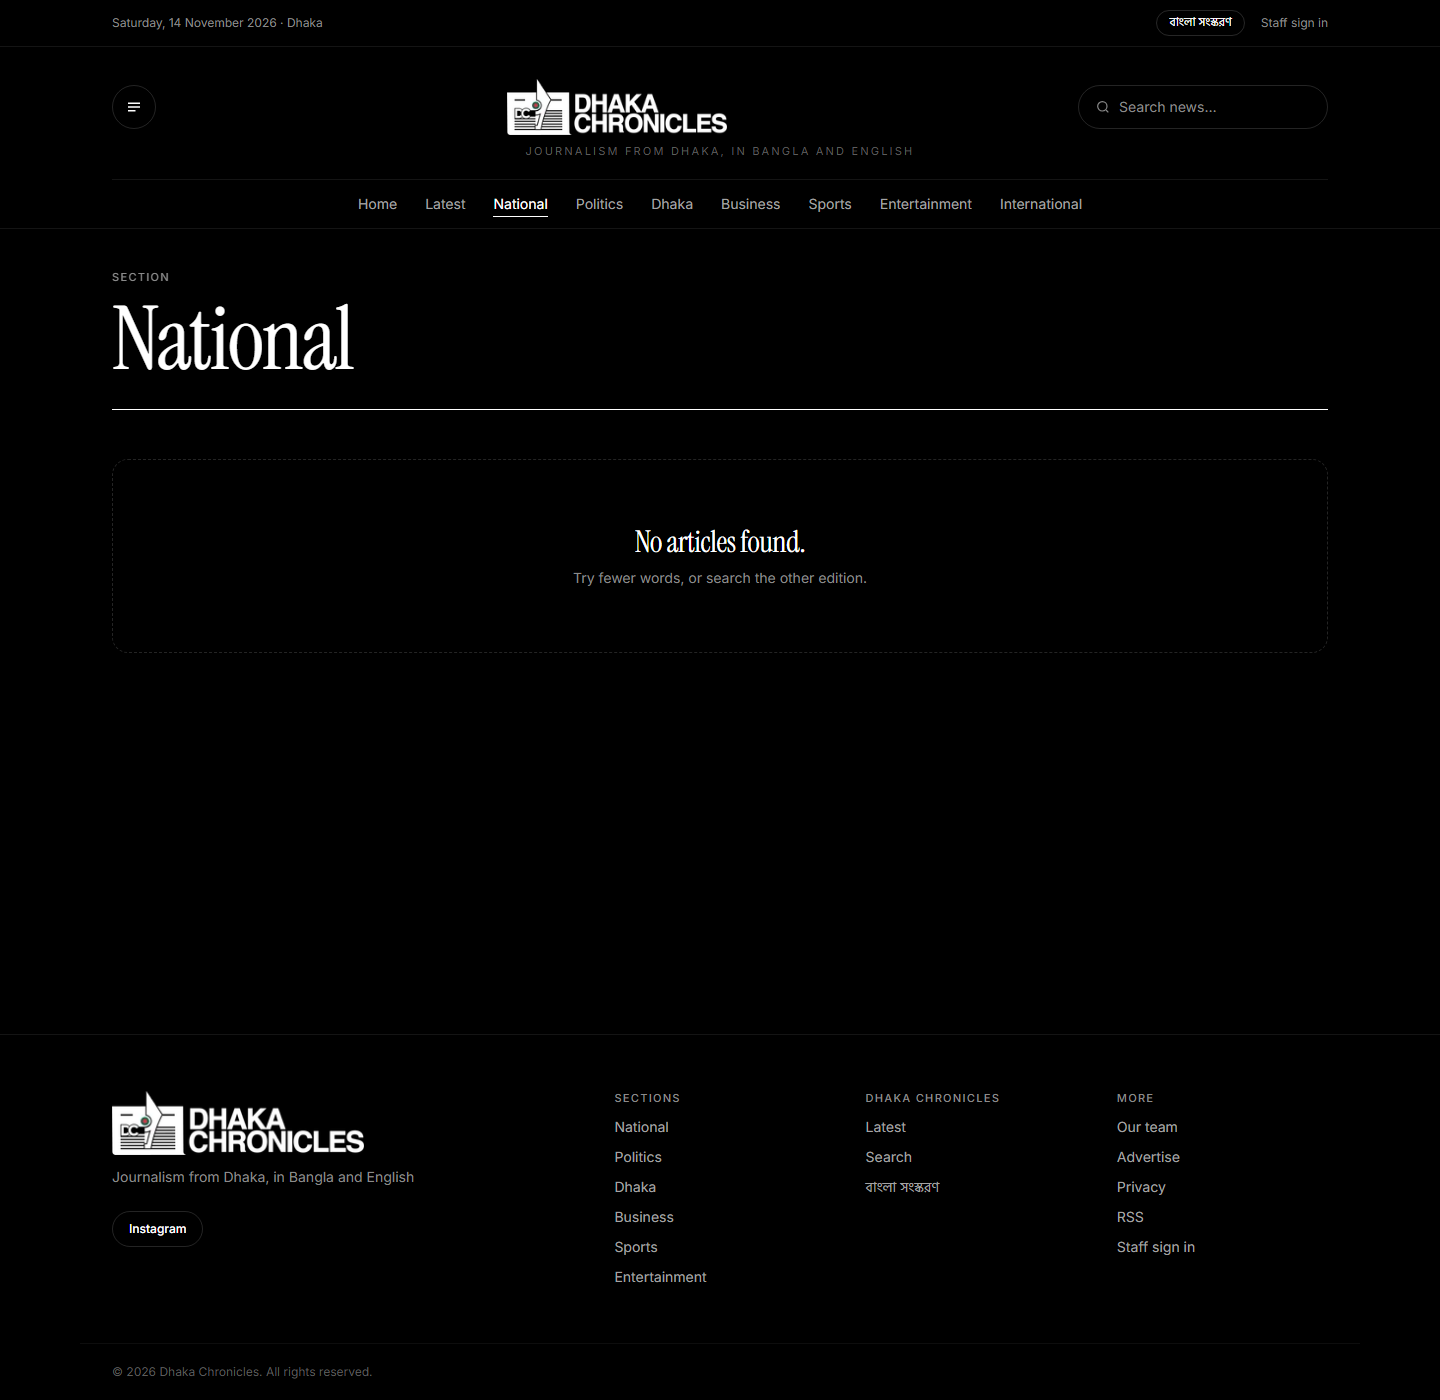 Saturday, 14 November 2026 · Dhaka
বাংলা সংস্করণ
Staff sign in
DC
DHAKA
CHRONICLES
Search news...
JOURNALISM FROM DHAKA, IN BANGLA AND ENGLISH
Home Latest National Politics Dhaka Business Sports Entertainment International
SECTION
National
No articles found.
Try fewer words, or search the other edition.
DC
DHAKA
CHRONICLES
Journalism from Dhaka, in Bangla and English
Instagram
SECTIONS
National
Politics
Dhaka
Business
Sports
Entertainment
DHAKA CHRONICLES
Latest
Search
বাংলা সংস্করণ
MORE
Our team
Advertise
Privacy
RSS
Staff sign in
© 2026 Dhaka Chronicles. All rights reserved.